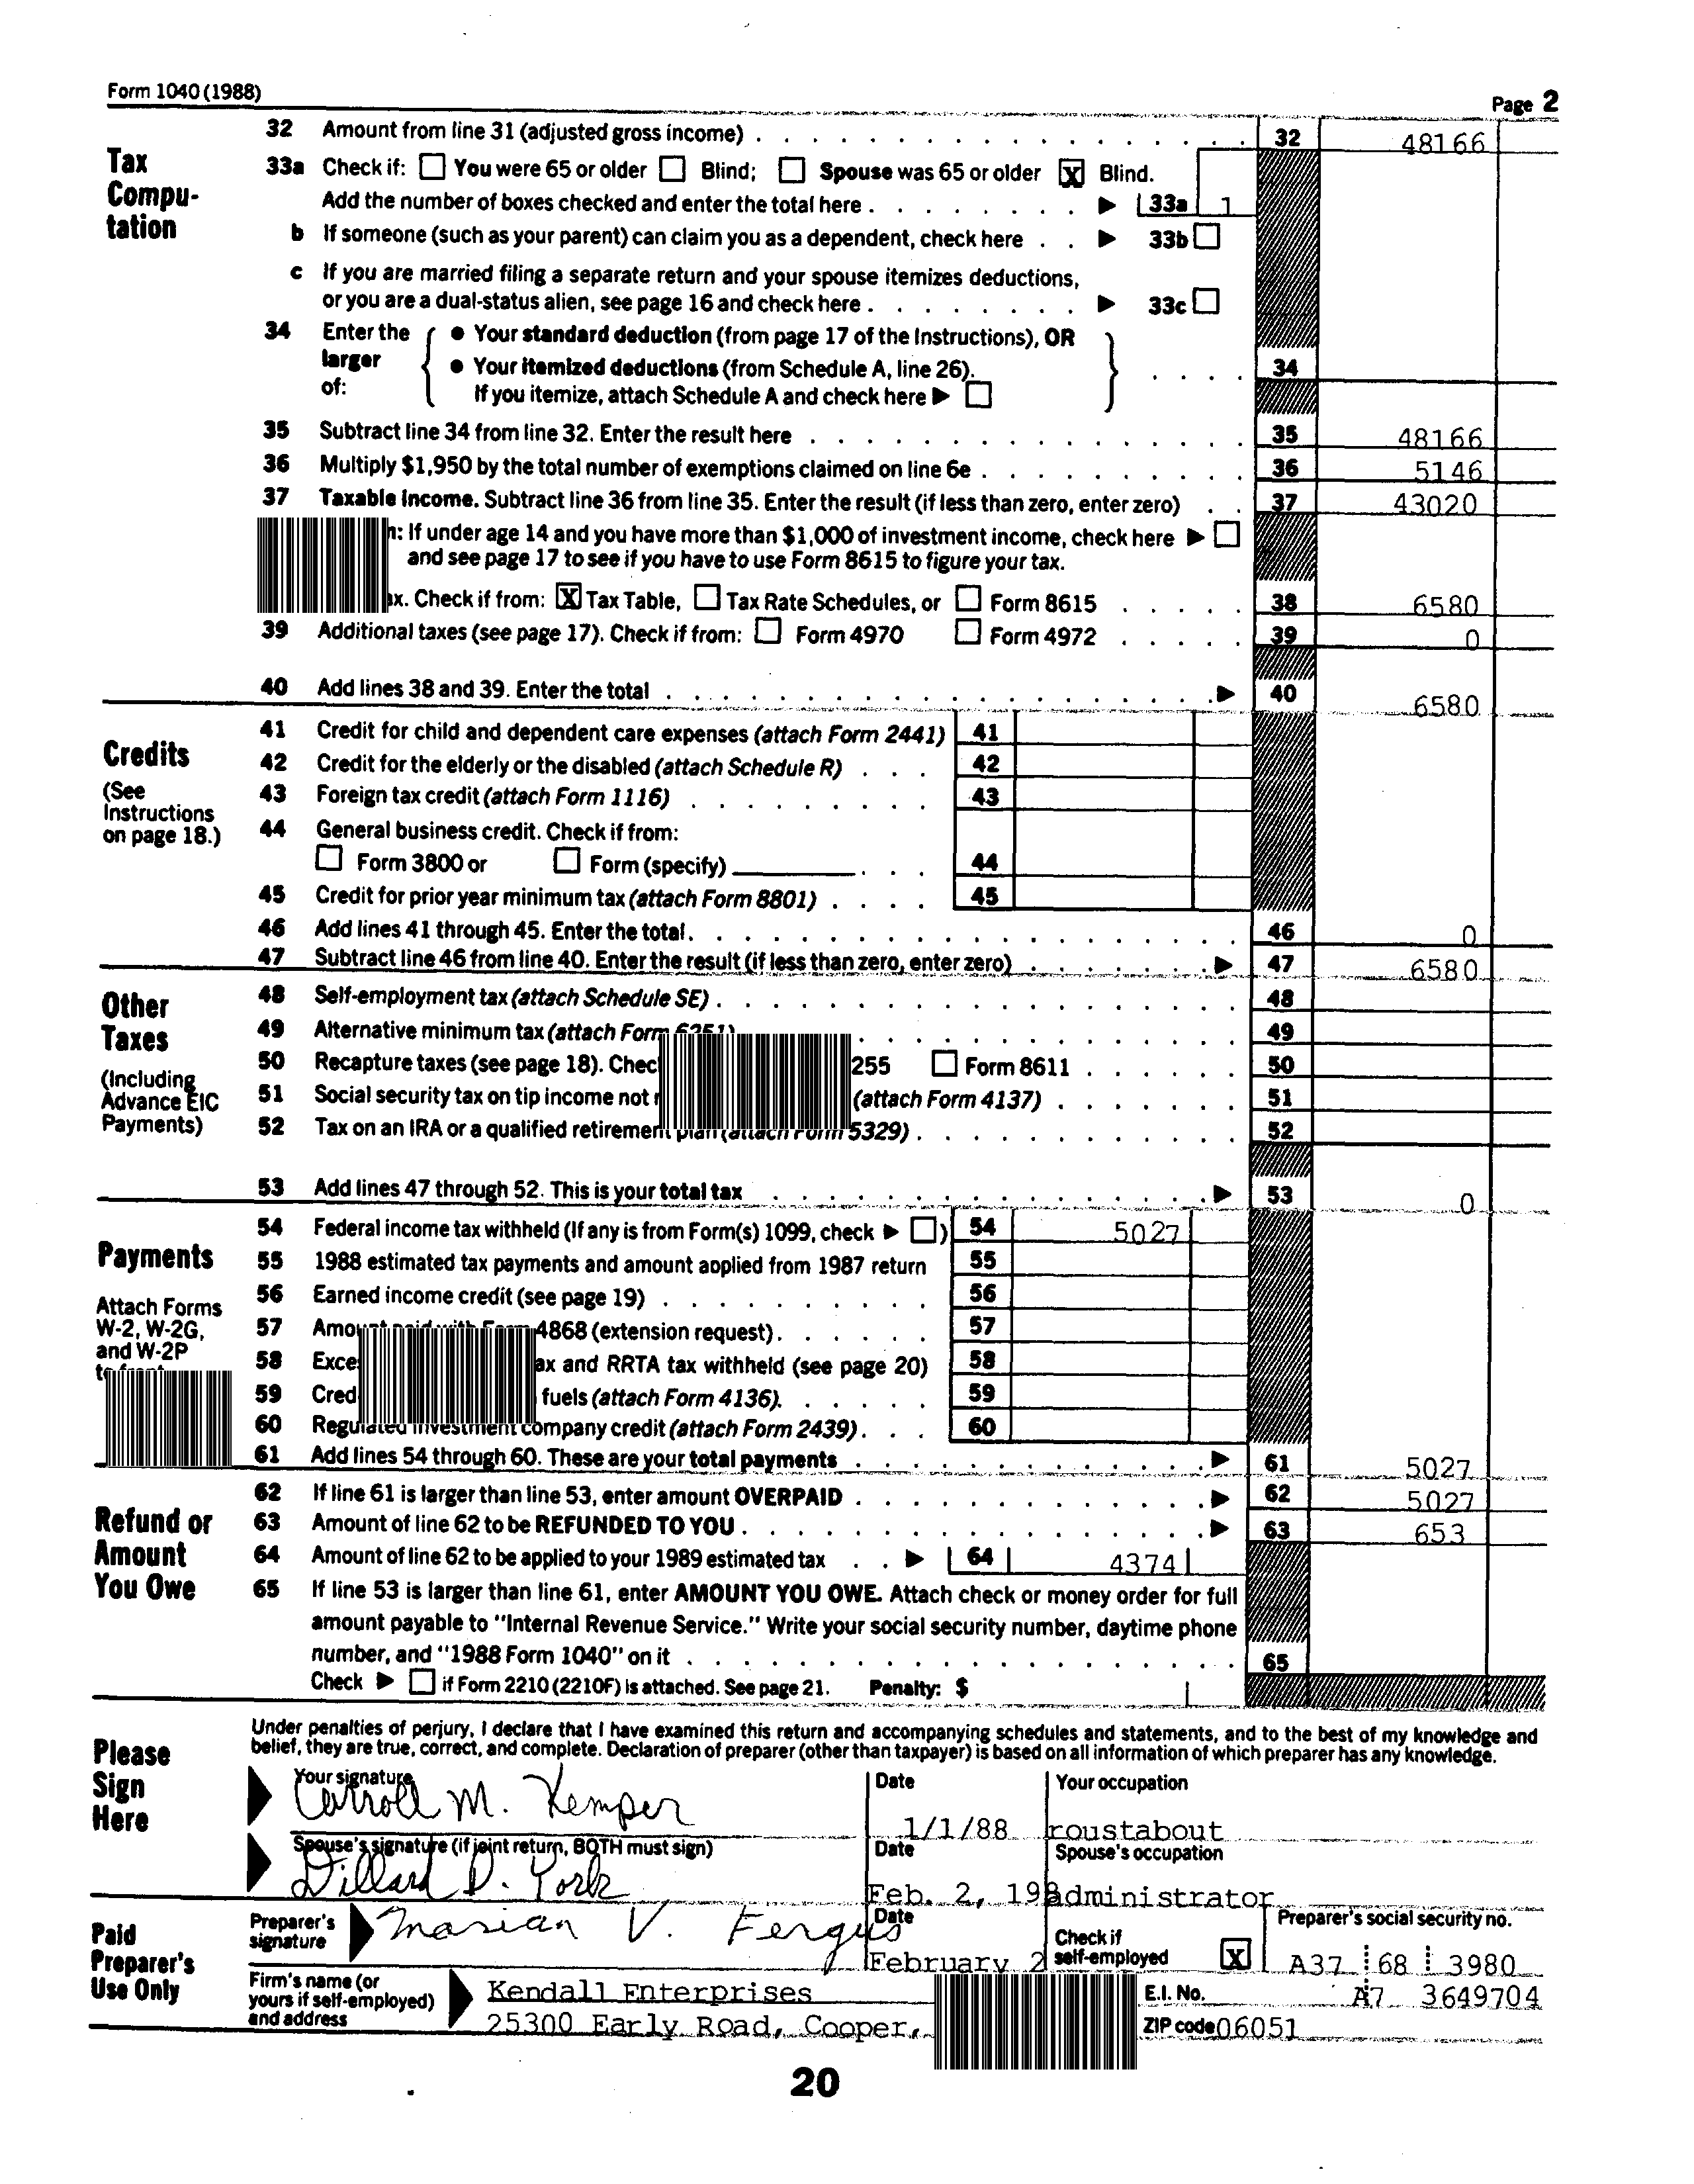 Form 1040 (1988)
Page 2
Tax Compu-tation
32 Amount from line 31 (adjusted gross income) 32 48166
33a Check if: You were 65 or older Blind; Spouse was 65 or older X Blind.
Add the number of boxes checked and enter the total here 33a 1
b If someone (such as your parent) can claim you as a dependent, check here 33b
c If you are married filing a separate return and your spouse itemizes deductions,
or you are a dual-status alien, see page 16 and check here 33c
34 Enter the larger of:
• Your standard deduction (from page 17 of the Instructions), OR
• Your itemized deductions (from Schedule A, line 26). 34
If you itemize, attach Schedule A and check here
35 Subtract line 34 from line 32. Enter the result here 35 48166
36 Multiply $1,950 by the total number of exemptions claimed on line 6e 36 5146
37 Taxable income. Subtract line 36 from line 35. Enter the result (if less than zero, enter zero) 37 43020
: If under age 14 and you have more than $1,000 of investment income, check here
and see page 17 to see if you have to use Form 8615 to figure your tax.
Check if from: X Tax Table, Tax Rate Schedules, or Form 8615 38 6580
39 Additional taxes (see page 17). Check if from: Form 4970 Form 4972 39 0
40 Add lines 38 and 39. Enter the total 40 6580
Credits
(See Instructions on page 18.)
41 Credit for child and dependent care expenses (attach Form 2441) 41
42 Credit for the elderly or the disabled (attach Schedule R) 42
43 Foreign tax credit (attach Form 1116) 43
44 General business credit. Check if from:
Form 3800 or Form (specify) 44
45 Credit for prior year minimum tax (attach Form 8801) 45
46 Add lines 41 through 45. Enter the total. 46 0
47 Subtract line 46 from line 40. Enter the result (if less than zero, enter zero) 47 6580
Other Taxes
(Including Advance EIC Payments)
48 Self-employment tax (attach Schedule SE) 48
49 Alternative minimum tax (attach Form 6251) 49
50 Recapture taxes (see page 18). 255 Form 8611 50
51 Social security tax on tip income not (attach Form 4137) 51
52 Tax on an IRA or a qualified retirement plan (attach Form 5329) 52
53 Add lines 47 through 52. This is your total tax 53 0
Payments
Attach Forms W-2, W-2G, and W-2P
54 Federal income tax withheld (If any is from Form(s) 1099, check ) 54 5027
55 1988 estimated tax payments and amount applied from 1987 return 55
56 Earned income credit (see page 19) 56
57 4868 (extension request) 57
58 and RRTA tax withheld (see page 20) 58
59 fuels (attach Form 4136). 59
60 Regulated investment company credit (attach Form 2439) 60
61 Add lines 54 through 60. These are your total payments 61 5027
Refund or Amount You Owe
62 If line 61 is larger than line 53, enter amount OVERPAID 62 5027
63 Amount of line 62 to be REFUNDED TO YOU 63 653
64 Amount of line 62 to be applied to your 1989 estimated tax 64 4374
65 If line 53 is larger than line 61, enter AMOUNT YOU OWE. Attach check or money order for full
amount payable to "Internal Revenue Service." Write your social security number, daytime phone
number, and "1988 Form 1040" on it 65
Check if Form 2210 (2210F) is attached. See page 21. Penalty: $
Please Sign Here
Under penalties of perjury, I declare that I have examined this return and accompanying schedules and statements, and to the best of my knowledge and
belief, they are true, correct, and complete. Declaration of preparer (other than taxpayer) is based on all information of which preparer has any knowledge.
Your signature Date Your occupation
Carroll M. Kemper 1/1/88 roustabout
Spouse's signature (if joint return, BOTH must sign) Date Spouse's occupation
Dillard D. York Feb. 2, 198 administrator
Paid Preparer's Use Only
Preparer's signature Marian V. Fergus Date February 2 Check if self-employed X Preparer's social security no. A37 68 3980
Firm's name (or yours if self-employed) and address
Kendall Enterprises E.I. No. A7 3649704
25300 Early Road, Cooper, ZIP code 06051
20